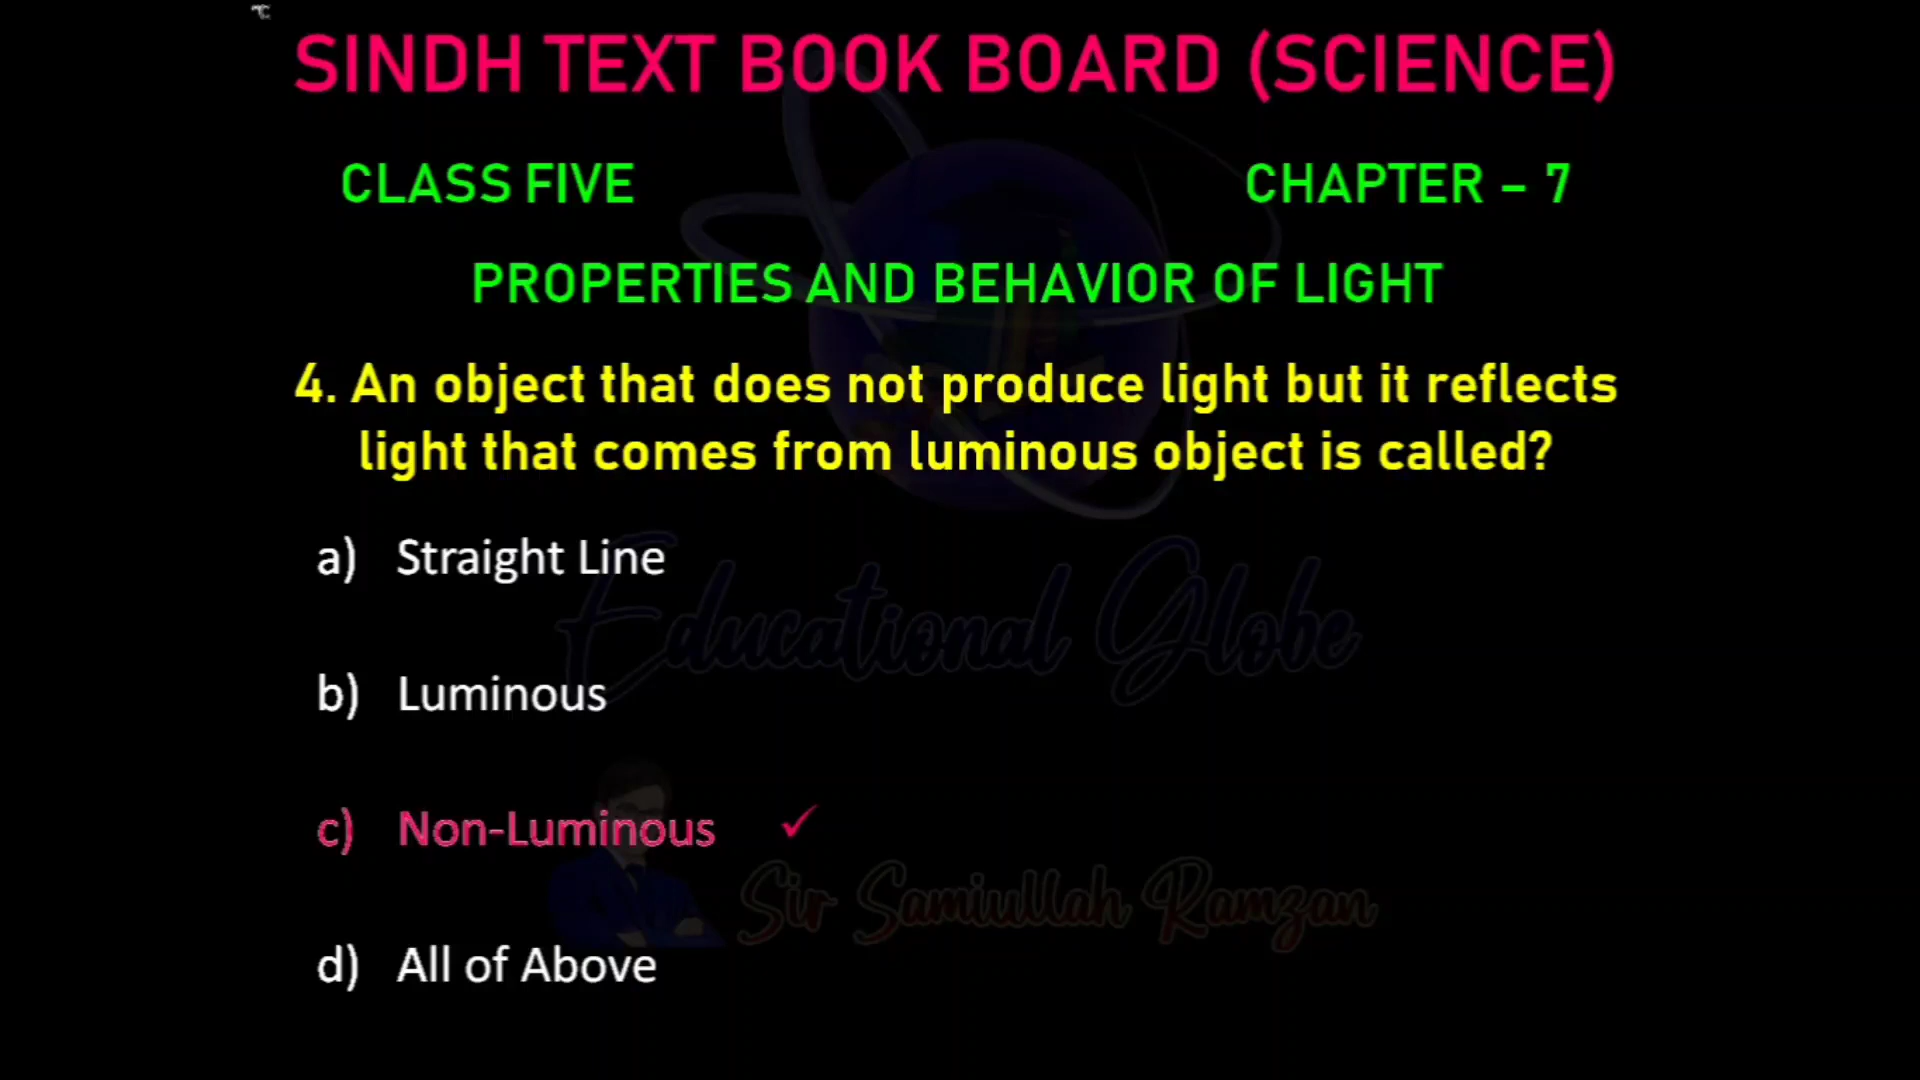 SINDH TEXT BOOK BOARD (SCIENCE)
CLASS FIVE
CHAPTER – 7
PROPERTIES AND BEHAVIOR OF LIGHT
4. An object that does not produce light but it reflects
light that comes from luminous object is called?
a) Straight Line
Educational Globe
b) Luminous
c) Non-Luminous ✓
Sir Samiullah Ramzan
d) All of Above